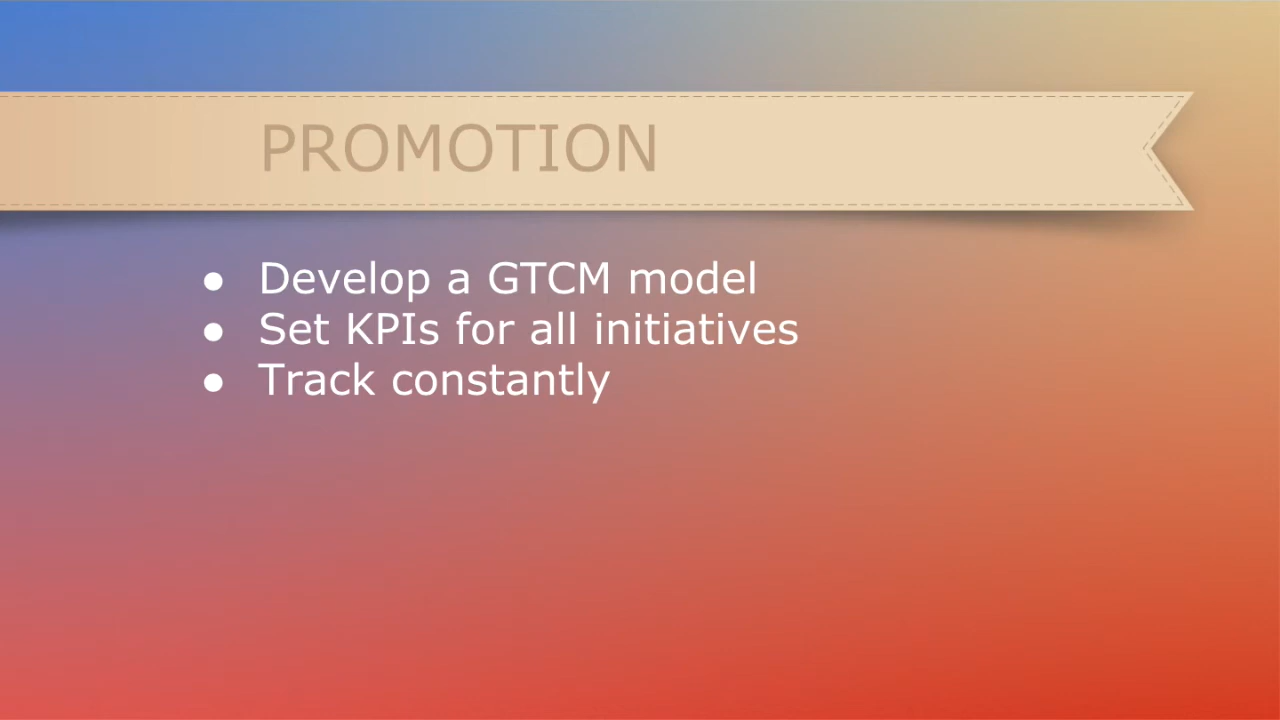 PROMOTION
● Develop a GTCM model
● Set KPIs for all initiatives
● Track constantly